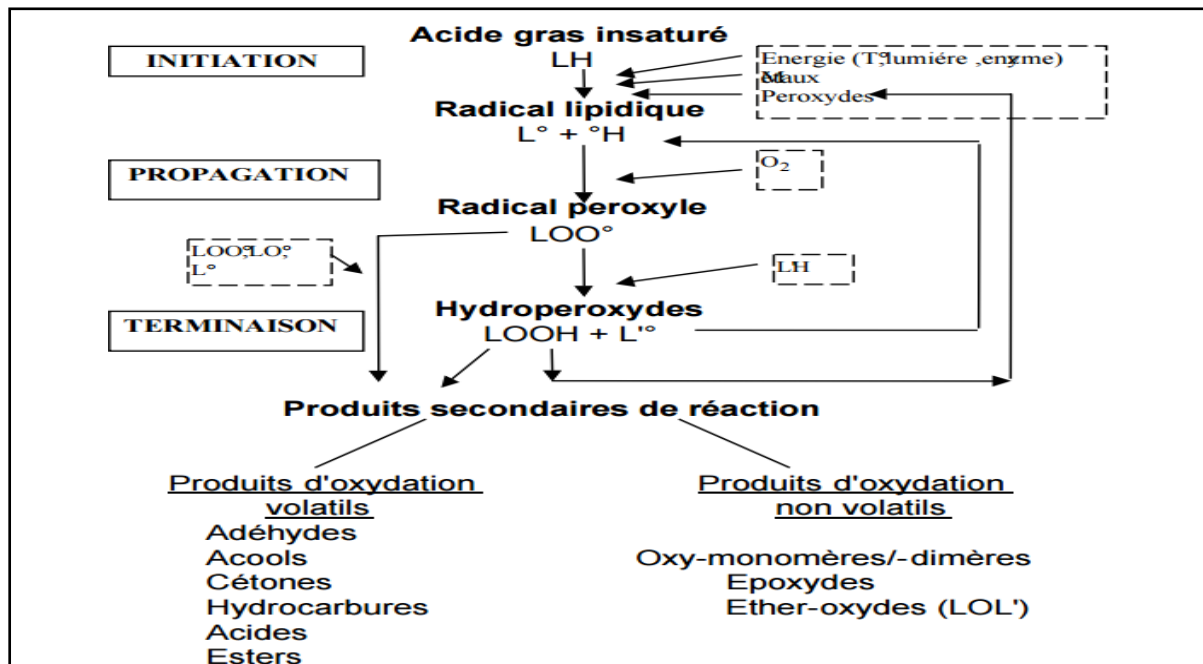 Acide gras insaturé
INITIATION
LH
Energie (T°,lumiére ,enzyme)
Peroxydes
Radical lipidique
L° + °H
PROPAGATION
O2
Radical peroxyle
LOO°
LOO°,LO°,
L°
L'H
Hydroperoxydes
TERMINAISON
LOOH + L'°
Produits secondaires de réaction
Produits d'oxydation
volatils
Adéhydes
Acools
Cétones
Hydrocarbures
Acides
Esters
Produits d'oxydation
non volatils
Oxy-monomères/-dimères
Epoxydes
Ether-oxydes (LOL')